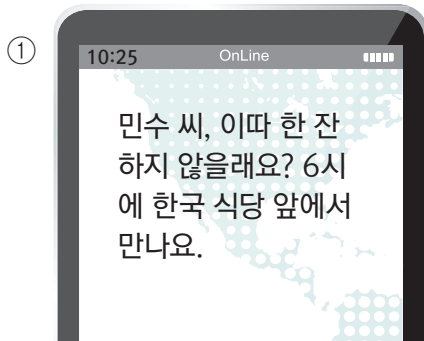 ①
10:25 OnLine
민수 씨, 이따 한 잔
하지 않을래요? 6시
에 한국 식당 앞에서
만나요.